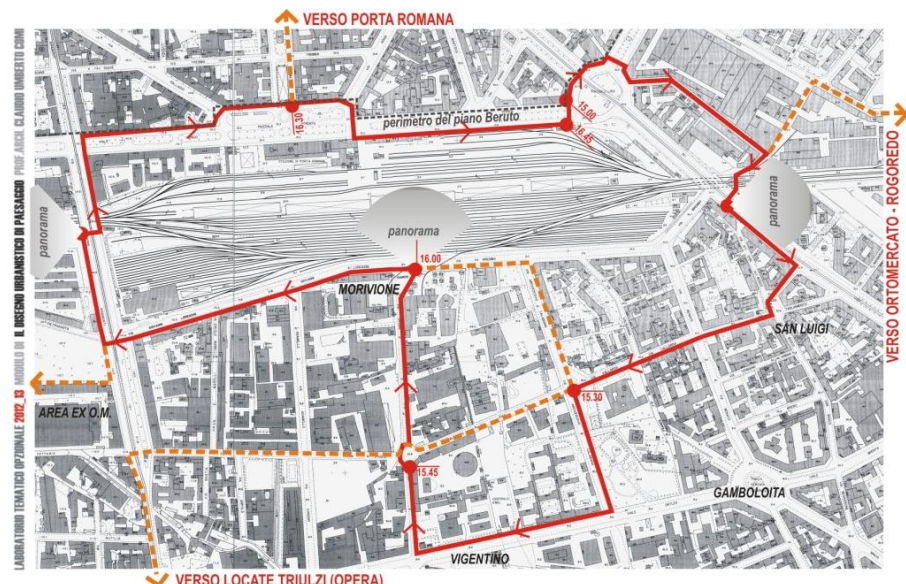 VERSO PORTA ROMANA
LABORATORIO TEMATICO OPZIONALE 2012_13 MODULO DI IL DISEGNO URBANISTICO DI PAESAGGIO PROF ARCH. CLAUDIO UMBERTO COMI
15.00
16.30
perimetro del piano Beruto
16.45
panorama
panorama
panorama
16.00
MORIVIONE
VERSO ORTOMERCATO - ROGOREDO
SAN LUIGI
15.30
AREA EX O.M.
15.45
GAMBOLOITA
VIGENTINO
VERSO LOCATE TRIULZI (OPERA)